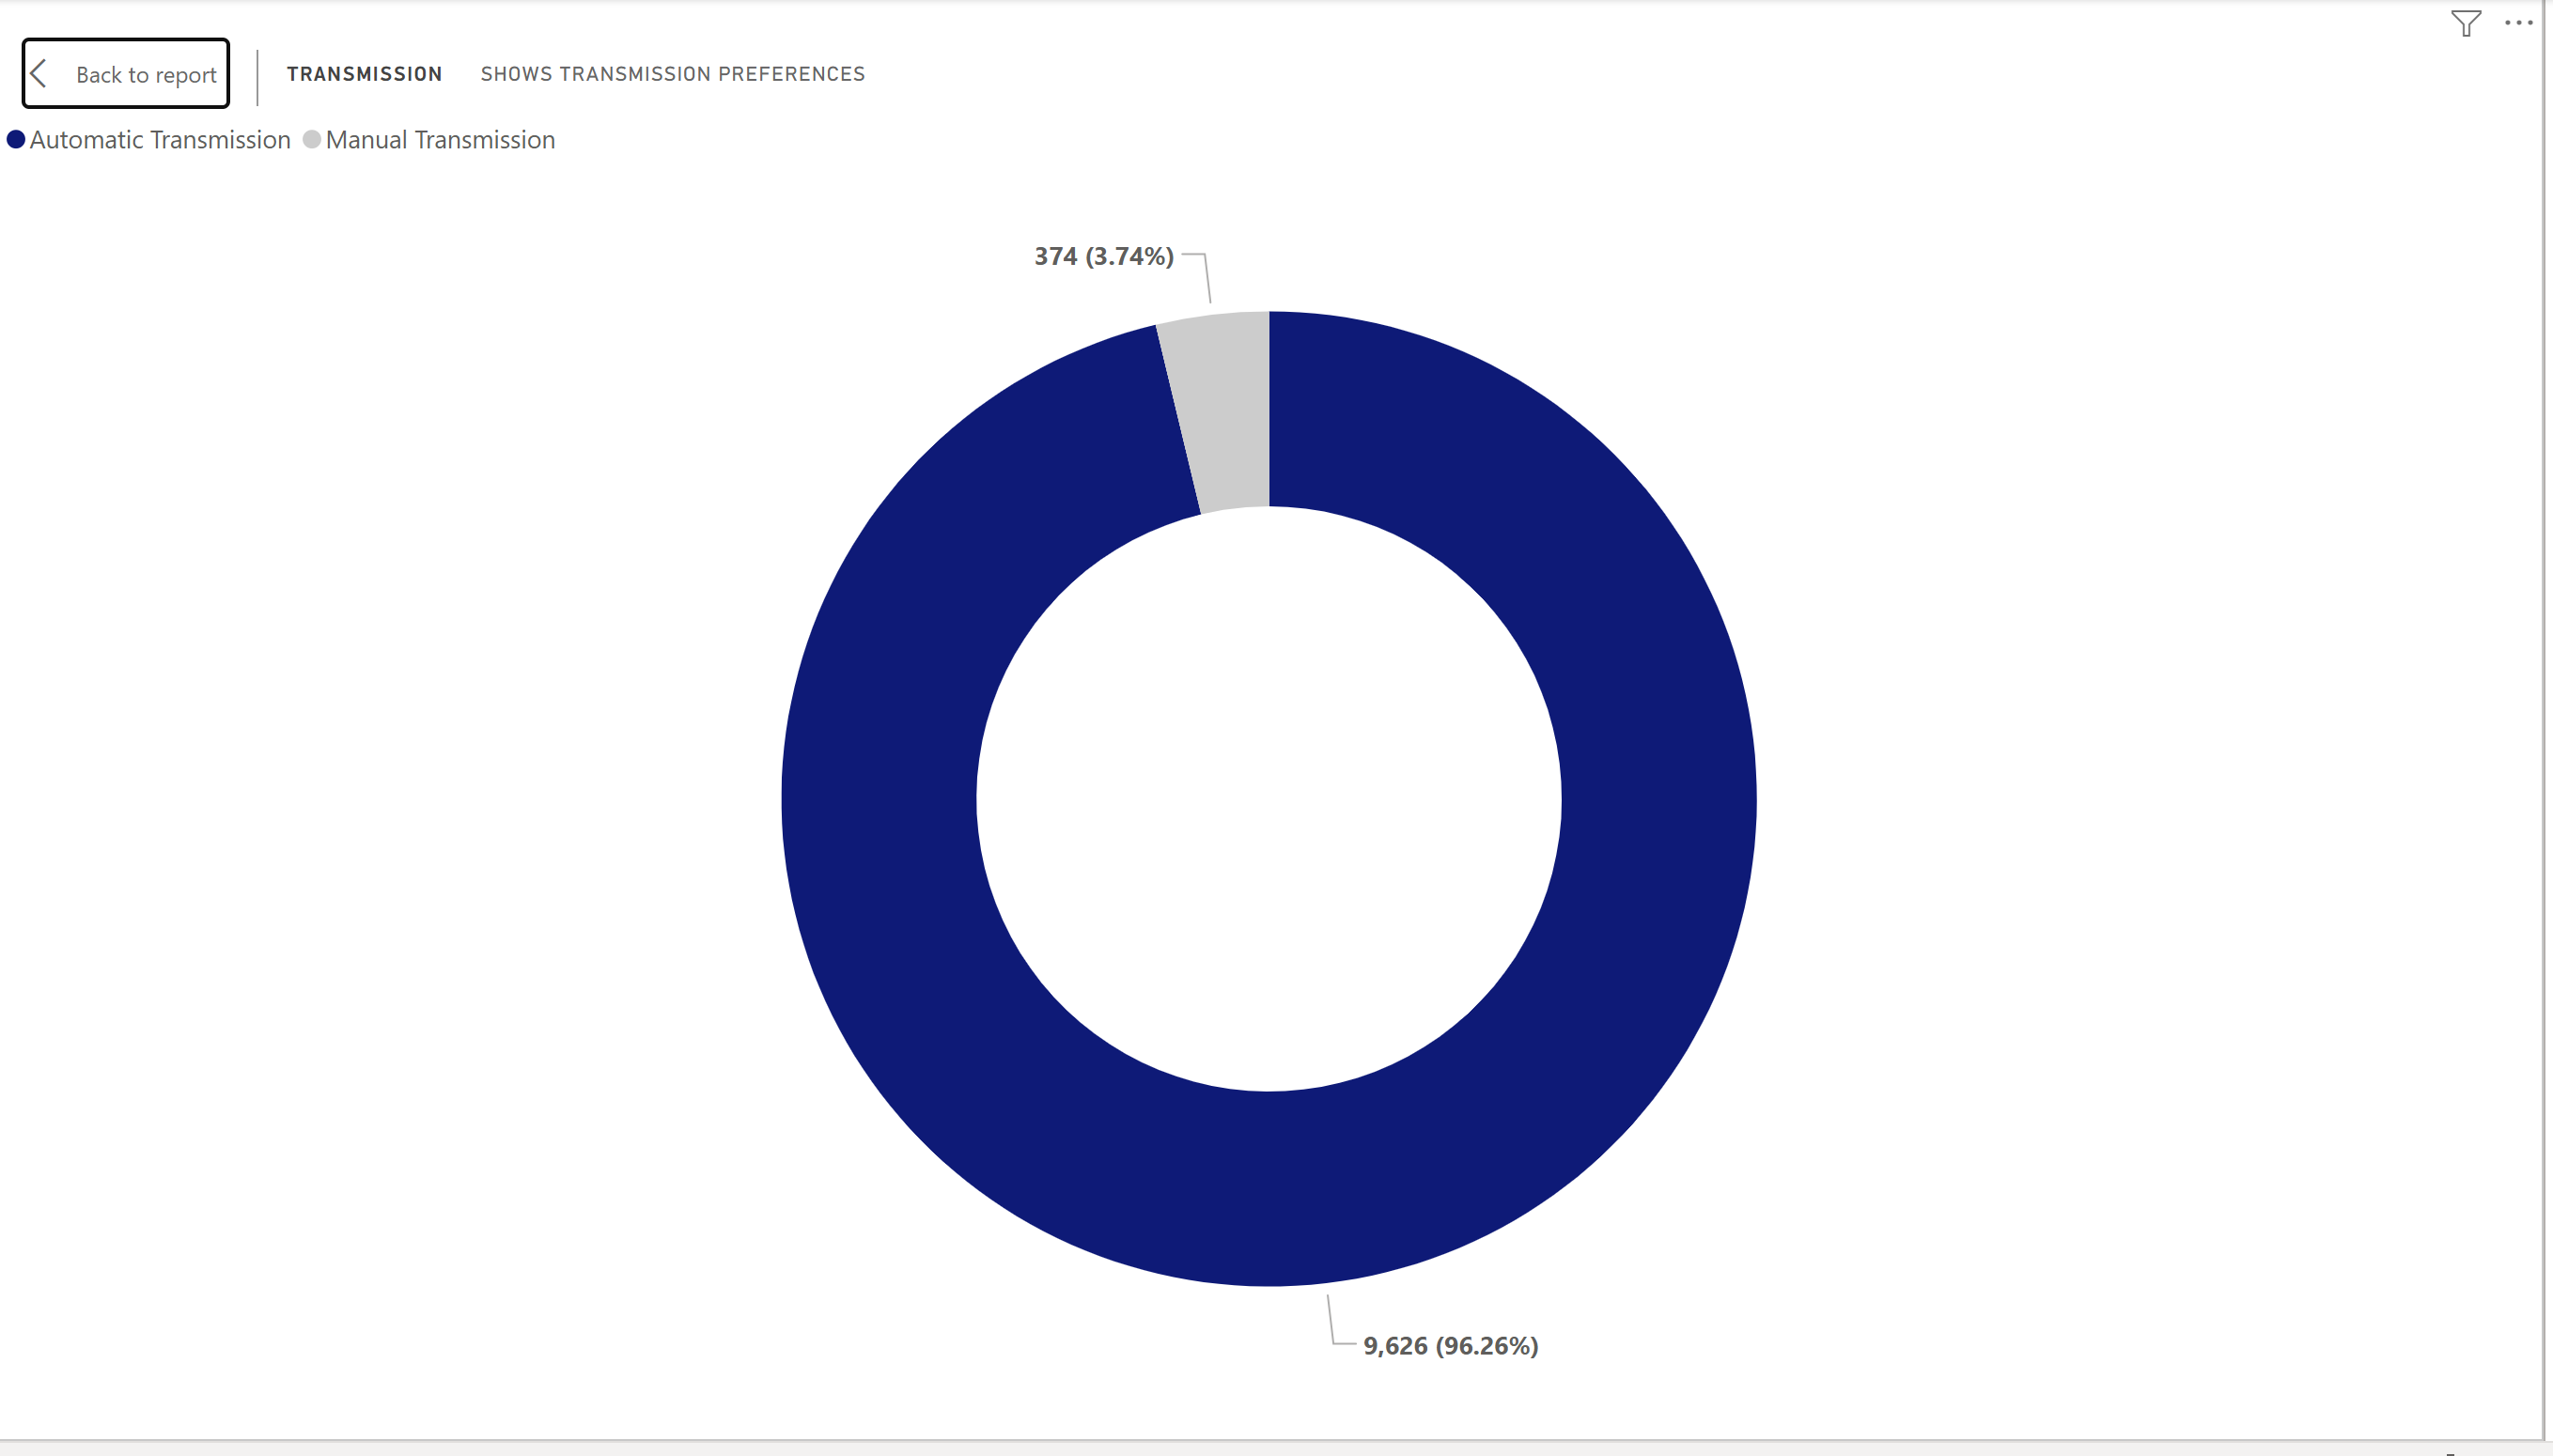 Back to report
TRANSMISSION
SHOWS TRANSMISSION PREFERENCES
Automatic Transmission
Manual Transmission
374 (3.74%)
9,626 (96.26%)